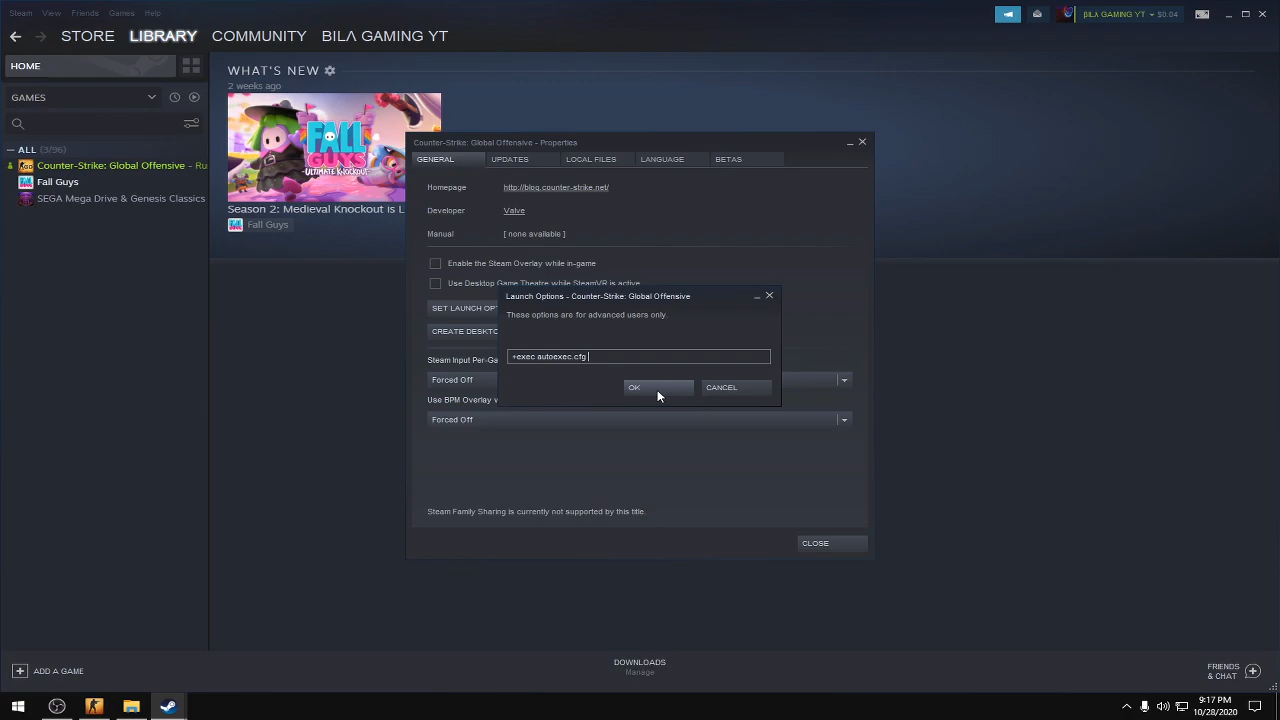 Steam View Friends Games Help
βILΛ GAMING YT $0.04
STORE LIBRARY COMMUNITY BILΛ GAMING YT
HOME
WHAT'S NEW
2 weeks ago
GAMES
ALL (3/96)
Counter-Strike: Global Offensive - Ru
Fall Guys
SEGA Mega Drive & Genesis Classics
FALL GUYS
ULTIMATE KNOCKOUT
Season 2: Medieval Knockout is L
Fall Guys
Counter-Strike: Global Offensive - Properties
GENERAL UPDATES LOCAL FILES LANGUAGE BETAS
Homepage http://blog.counter-strike.net/
Developer Valve
Manual [ none available ]
Enable the Steam Overlay while in-game
Use Desktop Game Theatre while SteamVR is active
SET LAUNCH OPT
CREATE DESKTO
Launch Options - Counter-Strike: Global Offensive
These options are for advanced users only.
+exec autoexec.cfg
OK CANCEL
Steam Input Per-Ga
Forced Off
Use BPM Overlay w
Forced Off
Steam Family Sharing is currently not supported by this title.
CLOSE
ADD A GAME
DOWNLOADS
Manage
FRIENDS
& CHAT
9:17 PM
10/28/2020